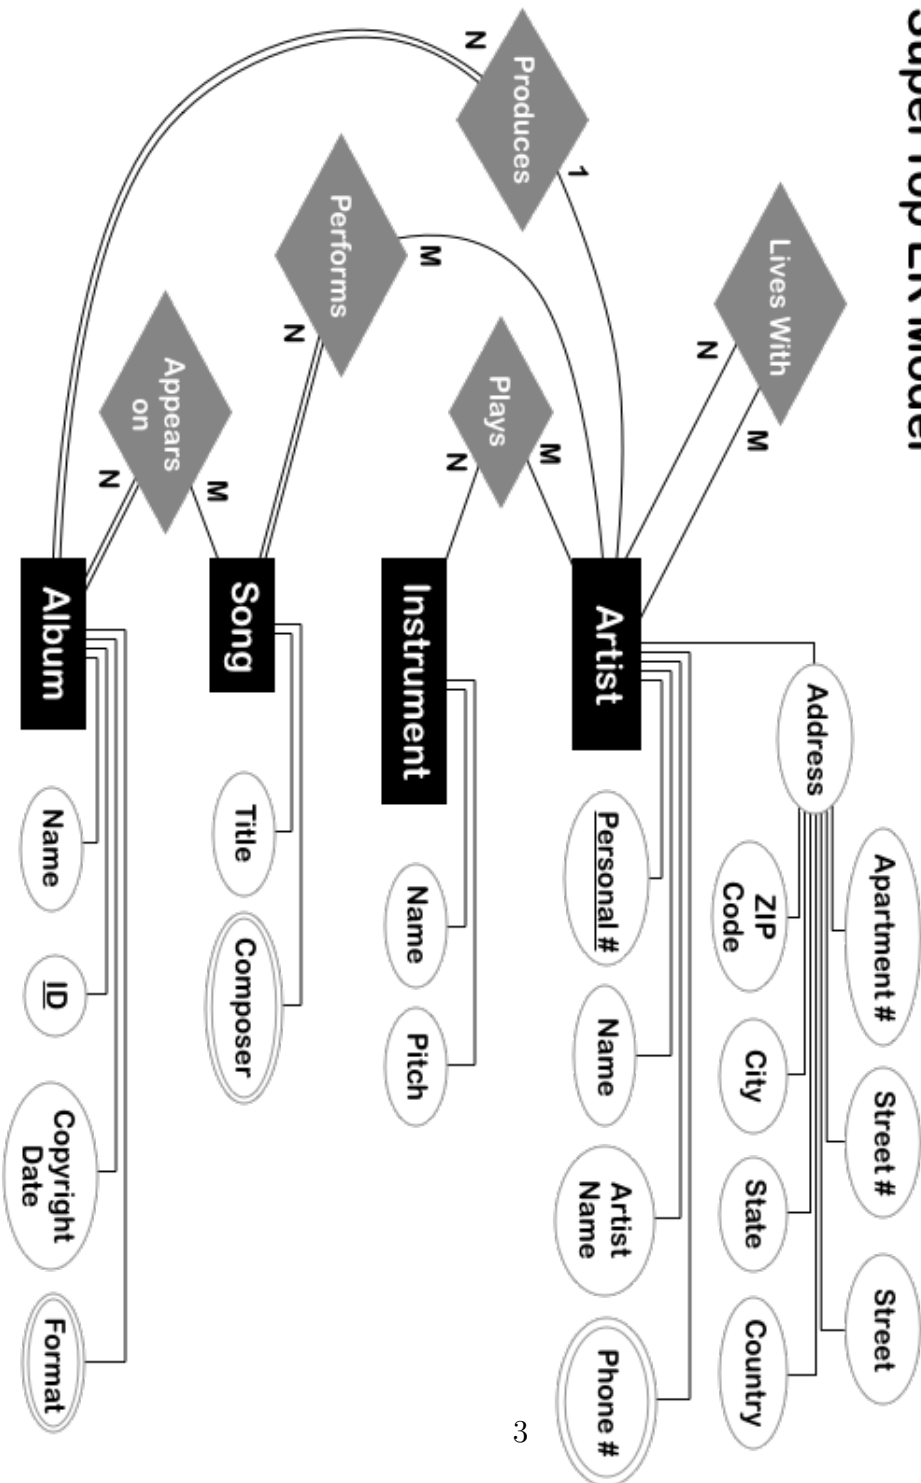 SuperTop ER Model
Lives With
N
M
Produces
N
1
Performs
M
N
Plays
M
N
Appears
on
M
N
Artist
Address
Apartment #
Street #
Street
ZIP
Code
City
State
Country
Personal #
Name
Artist
Name
Phone #
Instrument
Name
Pitch
Song
Title
Composer
Album
Name
ID
Copyright
Date
Format
3